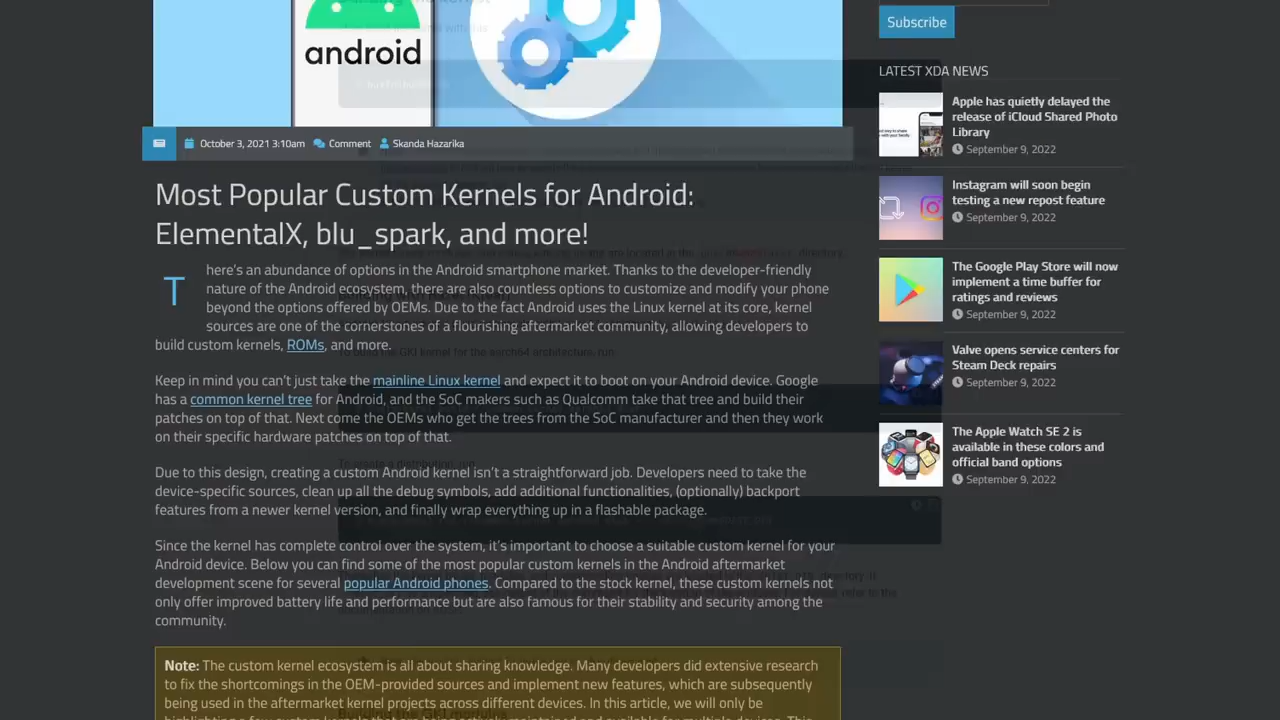 android
October 3, 2021 3:10am Comment Skanda Hazarika
Most Popular Custom Kernels for Android:
ElementalX, blu_spark, and more!
There's an abundance of options in the Android smartphone market. Thanks to the developer-friendly
nature of the Android ecosystem, there are also countless options to customize and modify your phone
beyond the options offered by OEMs. Due to the fact Android uses the Linux kernel at its core, kernel
sources are one of the cornerstones of a flourishing aftermarket community, allowing developers to
build custom kernels, ROMs, and more.
To build the GKI kernel for the aarch64 architecture run
Keep in mind you can't just take the mainline Linux kernel and expect it to boot on your Android device. Google
has a common kernel tree for Android, and the SoC makers such as Qualcomm take that tree and build their
patches on top of that. Next come the OEMs who get the trees from the SoC manufacturer and then they work
on their specific hardware patches on top of that.
Due to this design, creating a custom Android kernel isn't a straightforward job. Developers need to take the
device-specific sources, clean up all the debug symbols, add additional functionalities, (optionally) backport
features from a newer kernel version, and finally wrap everything up in a flashable package.
Since the kernel has complete control over the system, it's important to choose a suitable custom kernel for your
Android device. Below you can find some of the most popular custom kernels in the Android aftermarket
development scene for several popular Android phones. Compared to the stock kernel, these custom kernels not
only offer improved battery life and performance but are also famous for their stability and security among the
community.
Note: The custom kernel ecosystem is all about sharing knowledge. Many developers did extensive research
to fix the shortcomings in the OEM-provided sources and implement new features, which are subsequently
being used in the aftermarket kernel projects across different devices. In this article, we will only be
Subscribe
LATEST XDA NEWS
Apple has quietly delayed the
release of iCloud Shared Photo
Library
September 9, 2022
Instagram will soon begin
testing a new repost feature
September 9, 2022
The Google Play Store will now
implement a time buffer for
ratings and reviews
September 9, 2022
Valve opens service centers for
Steam Deck repairs
September 9, 2022
The Apple Watch SE 2 is
available in these colors and
official band options
September 9, 2022